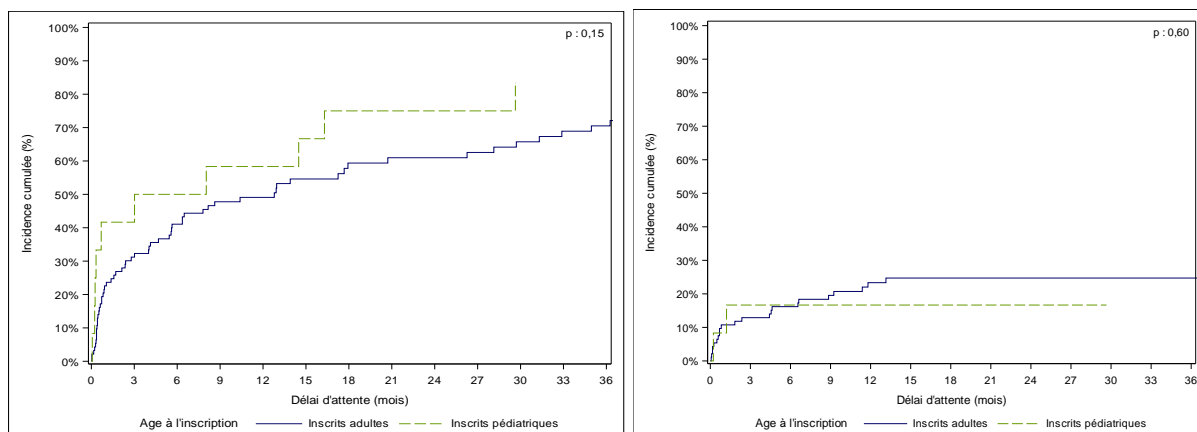 p : 0,15
Incidence cumulée (%)
100%
90%
80%
70%
60%
50%
40%
30%
20%
10%
0%
0 3 6 9 12 15 18 21 24 27 30 33 36
Délai d'attente (mois)
Age à l'inscription Inscrits adultes Inscrits pédiatriques
p : 0,60
Incidence cumulée (%)
100%
90%
80%
70%
60%
50%
40%
30%
20%
10%
0%
0 3 6 9 12 15 18 21 24 27 30 33 36
Délai d'attente (mois)
Age à l'inscription Inscrits adultes Inscrits pédiatriques